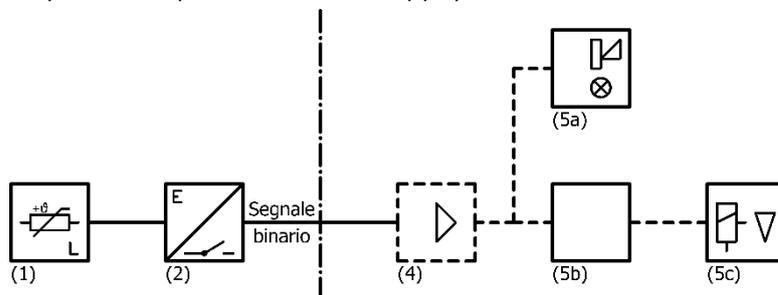 (5a)
+ϑ
L
(1)
E
(2)
Segnale
binario
(4)
(5b)
(5c)